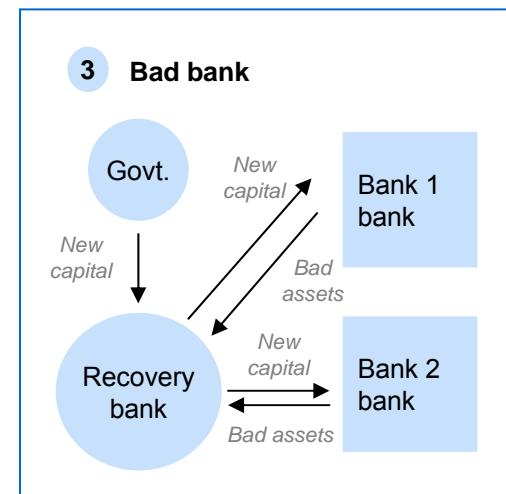 3 Bad bank
Govt.
New
capital
New
capital
Bank 1
bank
Bad
assets
Recovery
bank
New
capital
Bad assets
Bank 2
bank